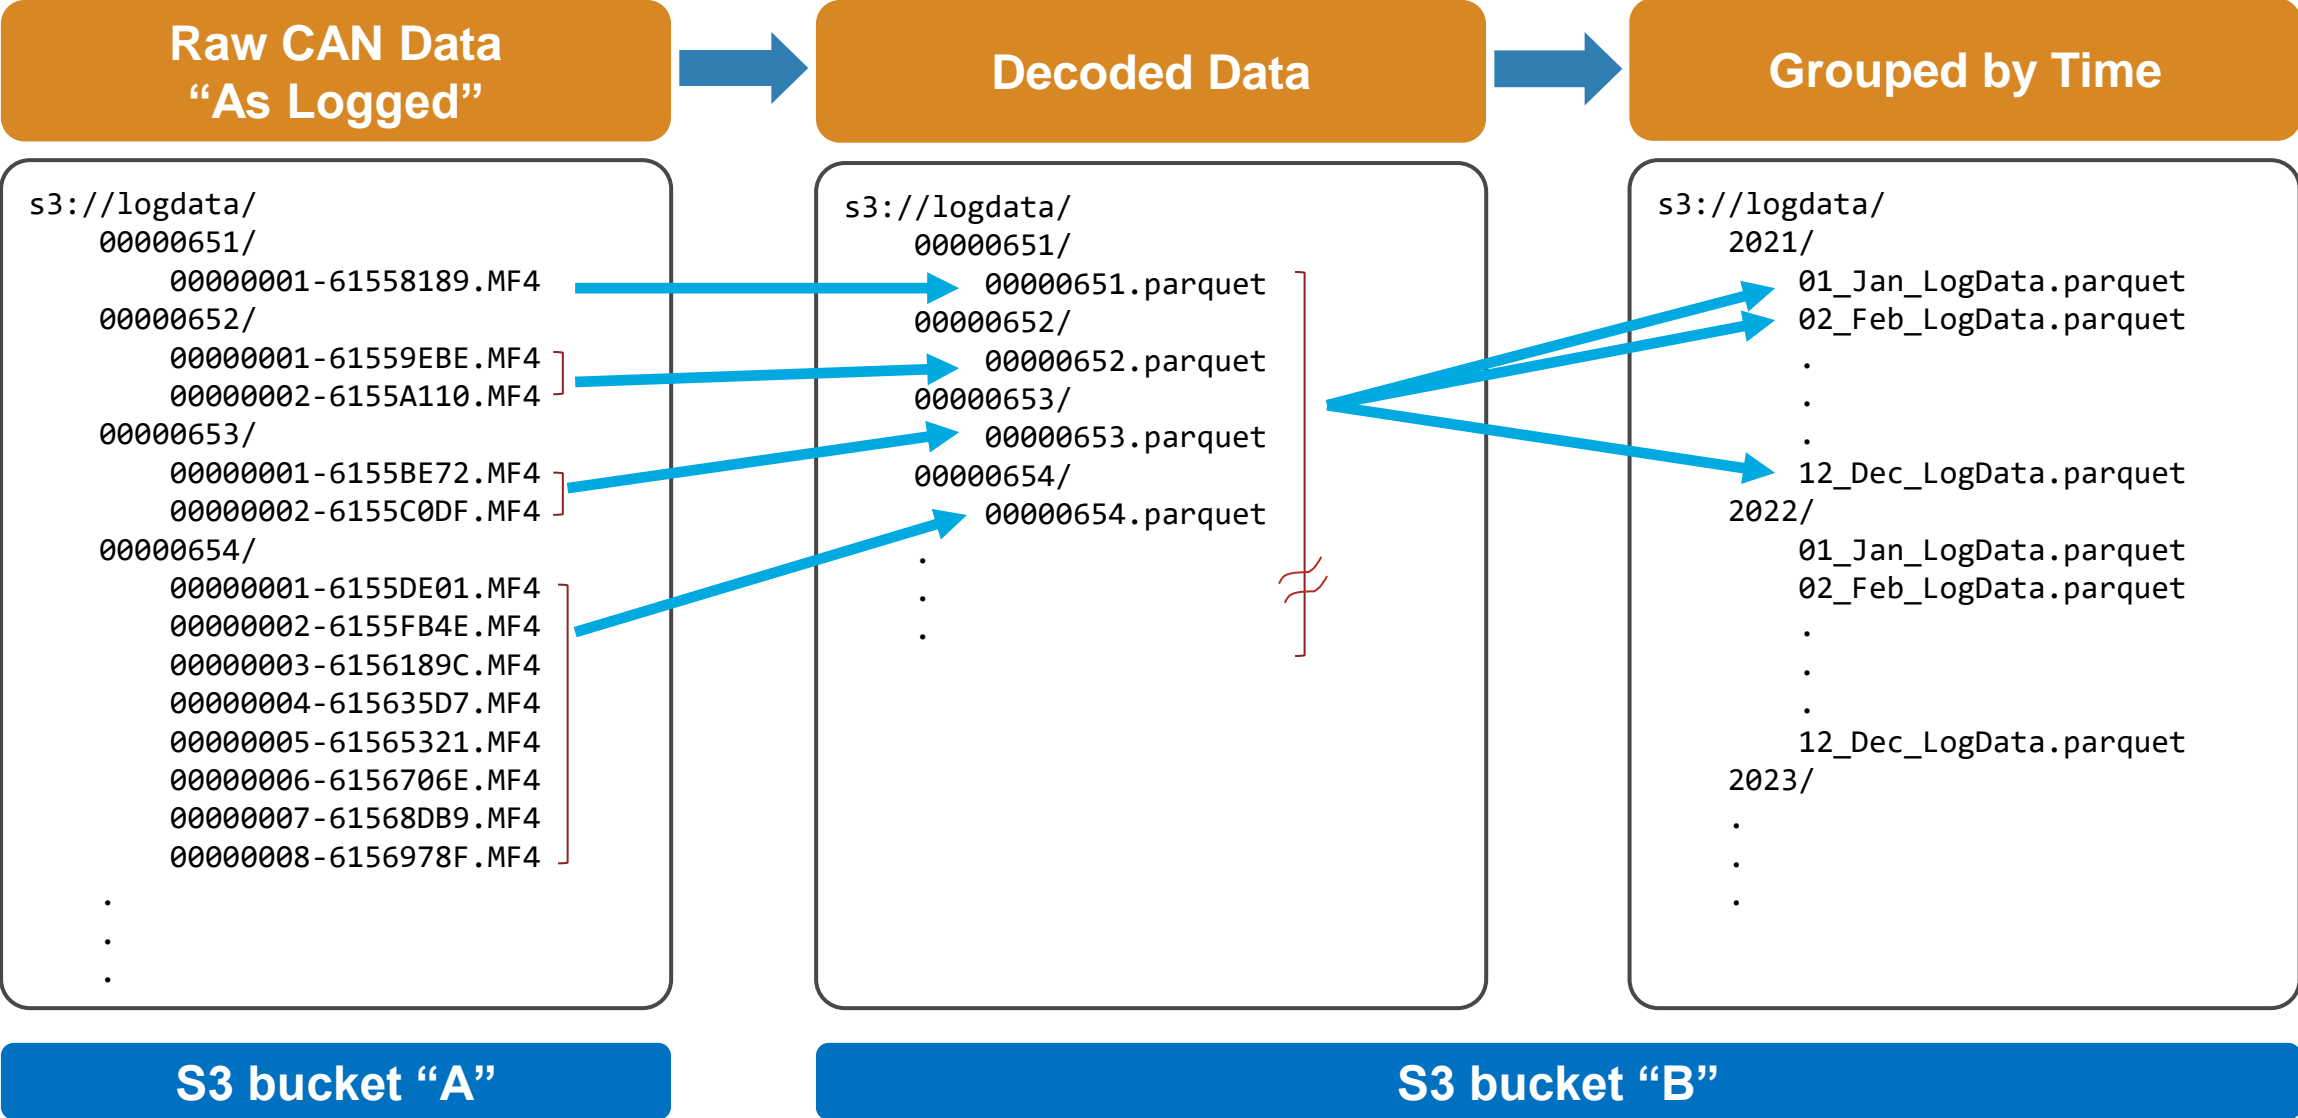 Raw CAN Data
“As Logged”
Decoded Data
Grouped by Time
s3://logdata/
00000651/
00000001-61558189.MF4
00000652/
00000001-61559EBE.MF4
00000002-6155A110.MF4
00000653/
00000001-6155BE72.MF4
00000002-6155C0DF.MF4
00000654/
00000001-6155DE01.MF4
00000002-6155FB4E.MF4
00000003-6156189C.MF4
00000004-615635D7.MF4
00000005-61565321.MF4
00000006-6156706E.MF4
00000007-61568DB9.MF4
00000008-6156978F.MF4
.
.
.
s3://logdata/
00000651/
00000651.parquet
00000652/
00000652.parquet
00000653/
00000653.parquet
00000654/
00000654.parquet
.
.
.
s3://logdata/
2021/
01_Jan_LogData.parquet
02_Feb_LogData.parquet
.
.
.
12_Dec_LogData.parquet
2022/
01_Jan_LogData.parquet
02_Feb_LogData.parquet
.
.
.
12_Dec_LogData.parquet
2023/
.
.
.
S3 bucket “A”
S3 bucket “B”